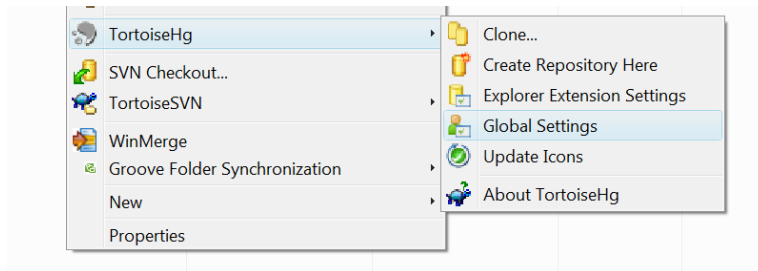 TortoiseHg
SVN Checkout...
TortoiseSVN
WinMerge
Groove Folder Synchronization
New
Properties
Clone...
Create Repository Here
Explorer Extension Settings
Global Settings
Update Icons
About TortoiseHg